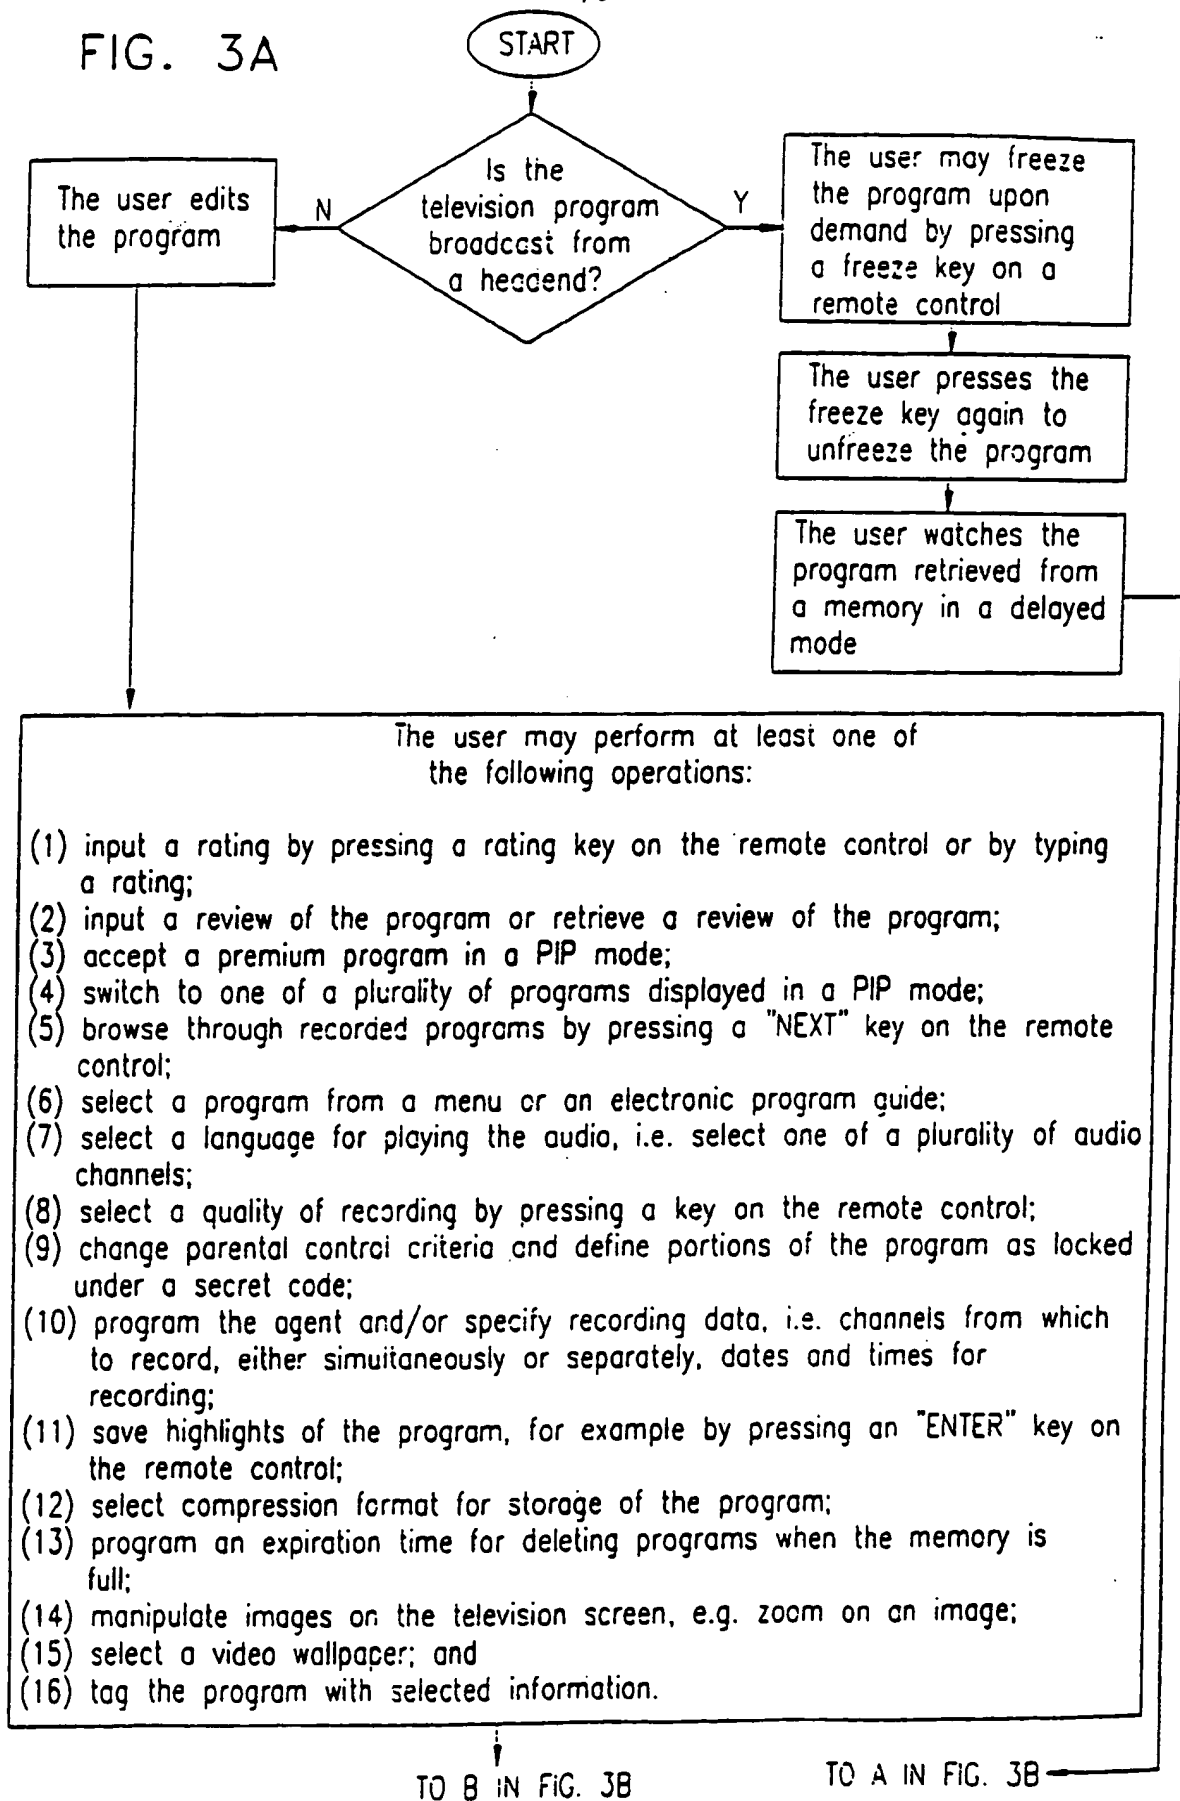 FIG. 3A
START
Is the
television program
broadcast from
a headend?
N
Y
The user edits
the program
The user may freeze
the program upon
demand by pressing
a freeze key on a
remote control
The user presses the
freeze key again to
unfreeze the program
The user watches the
program retrieved from
a memory in a delayed
mode
The user may perform at least one of
the following operations:
(1) input a rating by pressing a rating key on the remote control or by typing
a rating;
(2) input a review of the program or retrieve a review of the program;
(3) accept a premium program in a PIP mode;
(4) switch to one of a plurality of programs displayed in a PIP mode;
(5) browse through recorded programs by pressing a "NEXT" key on the remote
control;
(6) select a program from a menu or an electronic program guide;
(7) select a language for playing the audio, i.e. select one of a plurality of audio
channels;
(8) select a quality of recording by pressing a key on the remote control;
(9) change parental control criteria and define portions of the program as locked
under a secret code;
(10) program the agent and/or specify recording data, i.e. channels from which
to record, either simultaneously or separately, dates and times for
recording;
(11) save highlights of the program, for example by pressing an "ENTER" key on
the remote control;
(12) select compression format for storage of the program;
(13) program an expiration time for deleting programs when the memory is
full;
(14) manipulate images on the television screen, e.g. zoom on an image;
(15) select a video wallpaper; and
(16) tag the program with selected information.
TO B IN FIG. 3B
TO A IN FIG. 3B